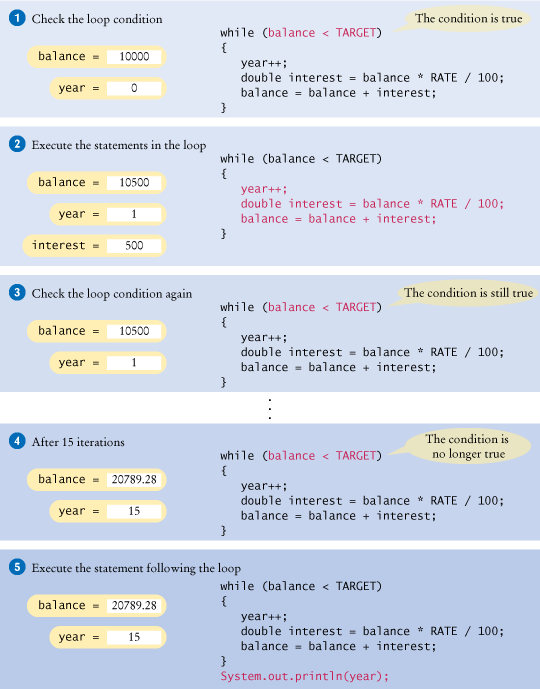 1 Check the loop condition
The condition is true
while (balance < TARGET)
{
year++;
double interest = balance * RATE / 100;
balance = balance + interest;
}
balance = 10000
year = 0
2 Execute the statements in the loop
while (balance < TARGET)
{
year++;
double interest = balance * RATE / 100;
balance = balance + interest;
}
balance = 10500
year = 1
interest = 500
3 Check the loop condition again
The condition is still true
while (balance < TARGET)
{
year++;
double interest = balance * RATE / 100;
balance = balance + interest;
}
balance = 10500
year = 1
.
.
.
4 After 15 iterations
The condition is
no longer true
while (balance < TARGET)
{
year++;
double interest = balance * RATE / 100;
balance = balance + interest;
}
balance = 20789.28
year = 15
5 Execute the statement following the loop
while (balance < TARGET)
{
year++;
double interest = balance * RATE / 100;
balance = balance + interest;
}
System.out.println(year);
balance = 20789.28
year = 15